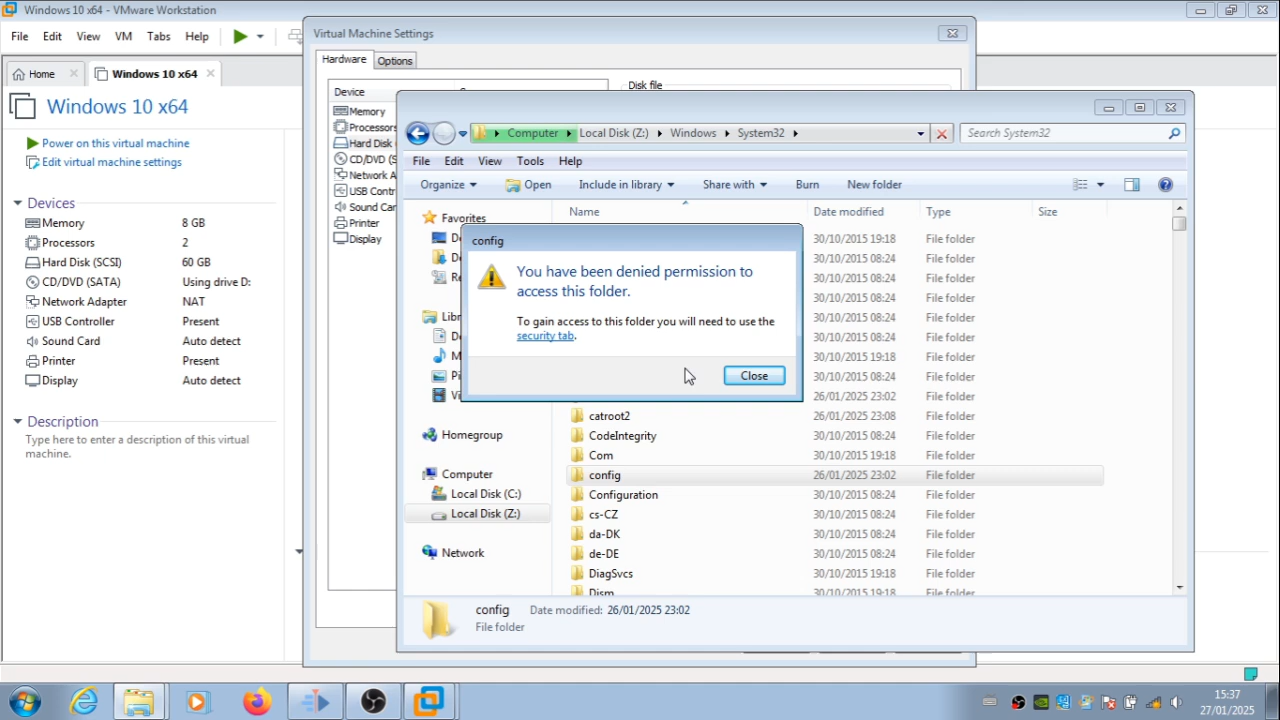 Windows 10 x64 - VMware Workstation
File Edit View VM Tabs Help
Home
Windows 10 x64
Windows 10 x64
Power on this virtual machine
Edit virtual machine settings
Devices
Memory 8 GB
Processors 2
Hard Disk (SCSI) 60 GB
CD/DVD (SATA) Using drive D:
Network Adapter NAT
USB Controller Present
Sound Card Auto detect
Printer Present
Display Auto detect
Description
Type here to enter a description of this virtual
machine.
Virtual Machine Settings
Hardware Options
Device
Disk file
Memory
Processors
Hard Disk
CD/DVD (S
Network A
USB Contr
Sound Car
Printer
Display
Computer Local Disk (Z:) Windows System32
Search System32
File Edit View Tools Help
Organize Open Include in library Share with Burn New folder
Name Date modified Type Size
Favorites
D
D
Re
Libr
D
M
Pi
Vi
Homegroup
Computer
Local Disk (C:)
Local Disk (Z:)
Network
30/10/2015 19:18 File folder
30/10/2015 08:24 File folder
30/10/2015 08:24 File folder
30/10/2015 08:24 File folder
30/10/2015 08:24 File folder
30/10/2015 08:24 File folder
30/10/2015 19:18 File folder
30/10/2015 08:24 File folder
26/01/2025 23:02 File folder
catroot2 26/01/2025 23:08 File folder
CodeIntegrity 30/10/2015 08:24 File folder
Com 30/10/2015 19:18 File folder
config 26/01/2025 23:02 File folder
Configuration 30/10/2015 08:24 File folder
cs-CZ 30/10/2015 08:24 File folder
da-DK 30/10/2015 08:24 File folder
de-DE 30/10/2015 08:24 File folder
DiagSvcs 30/10/2015 19:18 File folder
Dism 30/10/2015 19:18 File folder
config
You have been denied permission to
access this folder.
To gain access to this folder you will need to use the
security tab.
Close
config Date modified: 26/01/2025 23:02
File folder
15:37
27/01/2025